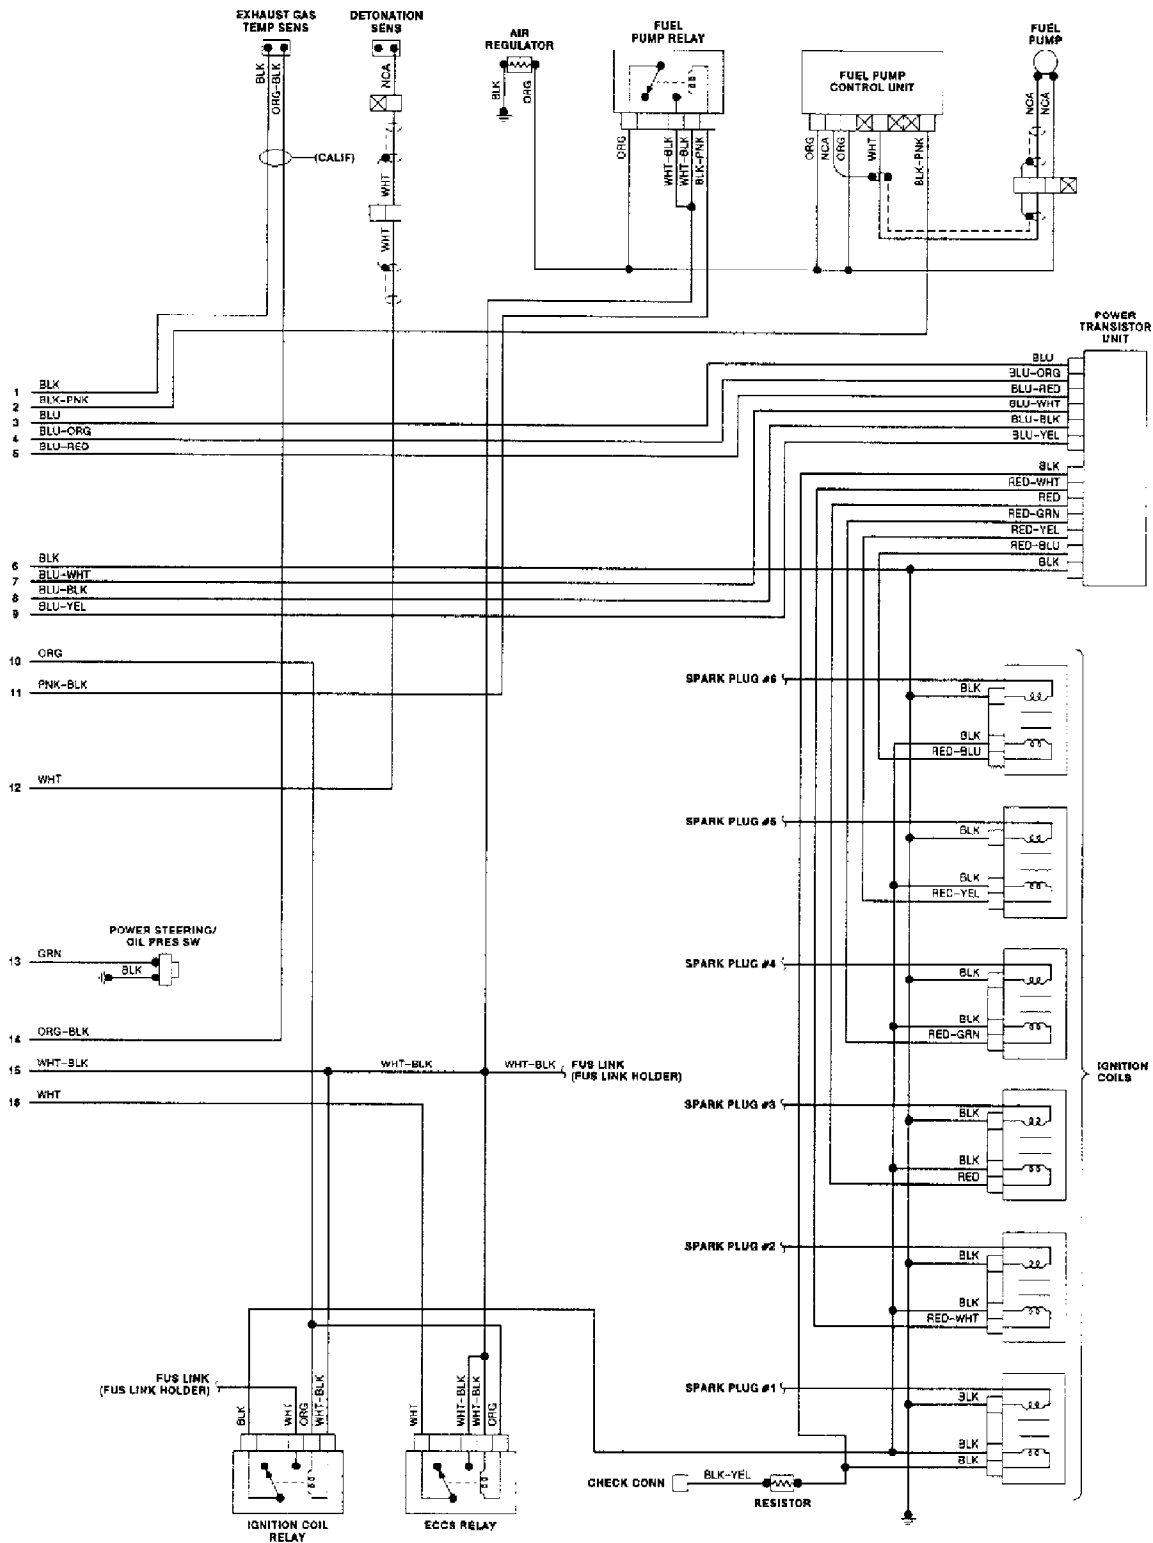 EXHAUST GAS
TEMP SENS
DETONATION
SENS
AIR
REGULATOR
FUEL
PUMP RELAY
FUEL
PUMP
FUEL PUMP
CONTROL UNIT
BLK
ORG-BLK
NCA
BLK
ORG
ORG
WHT-BLK
WHT-BLK
BLK-PNK
ORG
NCA
ORG
WHT
BLK-PNK
NCA
NCA
(CALIF)
WHT
WHT
POWER
TRANSISTOR
UNIT
1 BLK
2 BLK-PNK
3 BLU
4 BLU-ORG
5 BLU-RED
BLU
BLU-ORG
BLU-RED
BLU-WHT
BLU-BLK
BLU-YEL
BLK
RED-WHT
RED
RED-GRN
RED-YEL
RED-BLU
BLK
6 BLK
7 BLU-WHT
8 BLU-BLK
9 BLU-YEL
10 ORG
11 PNK-BLK
SPARK PLUG #6
BLK
BLK
RED-BLU
12 WHT
SPARK PLUG #5
BLK
BLK
RED-YEL
POWER STEERING/
OIL PRES SW
13 GRN
BLK
SPARK PLUG #4
BLK
BLK
RED-GRN
14 ORG-BLK
15 WHT-BLK
WHT-BLK
WHT-BLK
FUS LINK
(FUS LINK HOLDER)
IGNITION
COILS
16 WHT
SPARK PLUG #3
BLK
BLK
RED
SPARK PLUG #2
BLK
BLK
RED-WHT
FUS LINK
(FUS LINK HOLDER)
SPARK PLUG #1
BLK
BLK
BLK
BLK
WHT
ORG
WHT-BLK
WHT
WHT-BLK
WHT-BLK
ORG
CHECK CONN
BLK-YEL
RESISTOR
IGNITION COIL
RELAY
ECCS RELAY